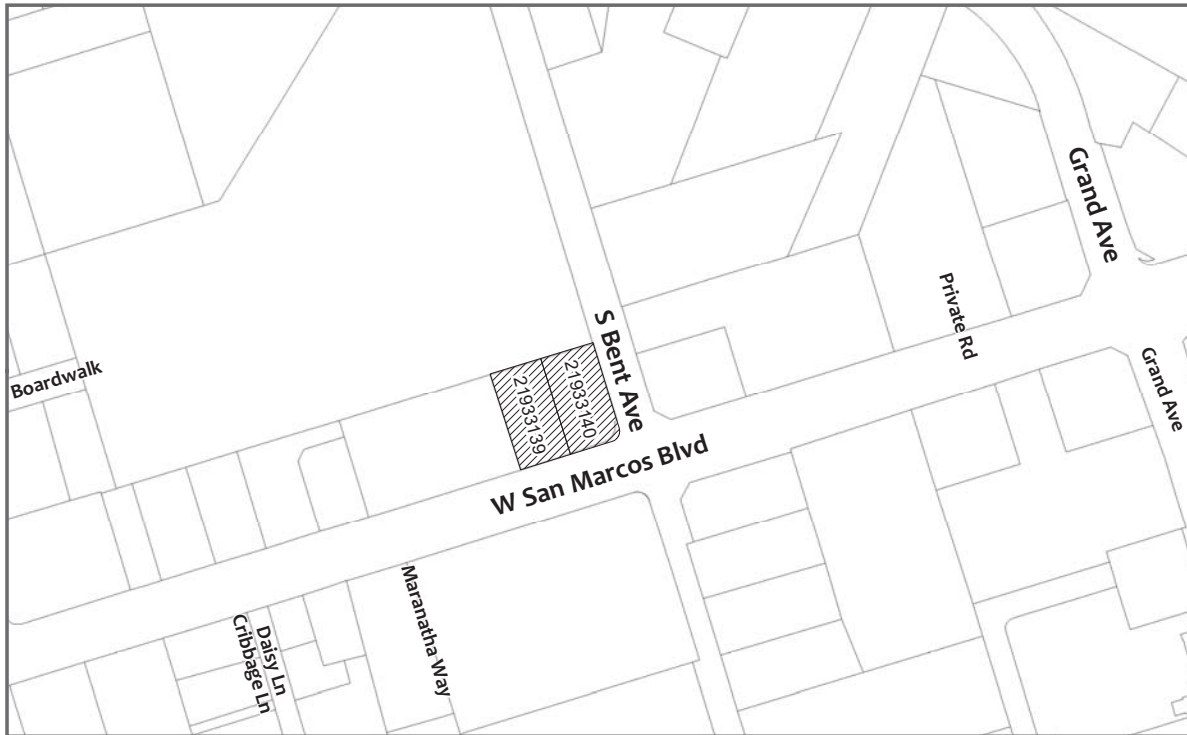 Grand Ave
Private Rd
S Bent Ave
Boardwalk
21933139
21933140
Grand Ave
W San Marcos Blvd
Maranatha Way
Daisy Ln
Cribbage Ln